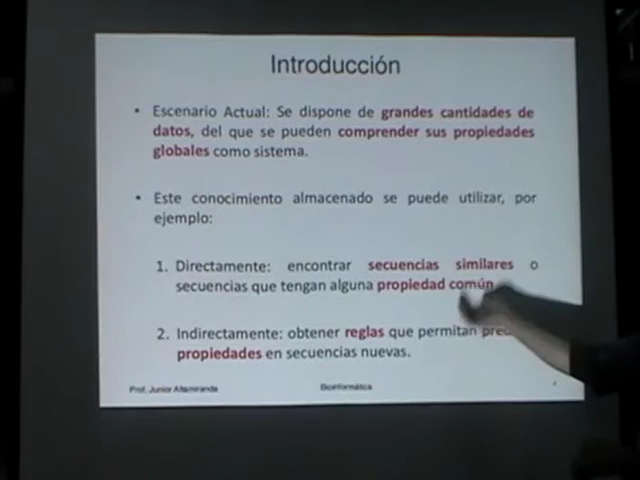 Introducción
• Escenario Actual: Se dispone de grandes cantidades de
datos, del que se pueden comprender sus propiedades
globales como sistema.
• Este conocimiento almacenado se puede utilizar, por
ejemplo:
1. Directamente: encontrar secuencias similares o
secuencias que tengan alguna propiedad común
2. Indirectamente: obtener reglas que permitan
propiedades en secuencias nuevas.
Prof. Junior Altamiranda Bioinformática